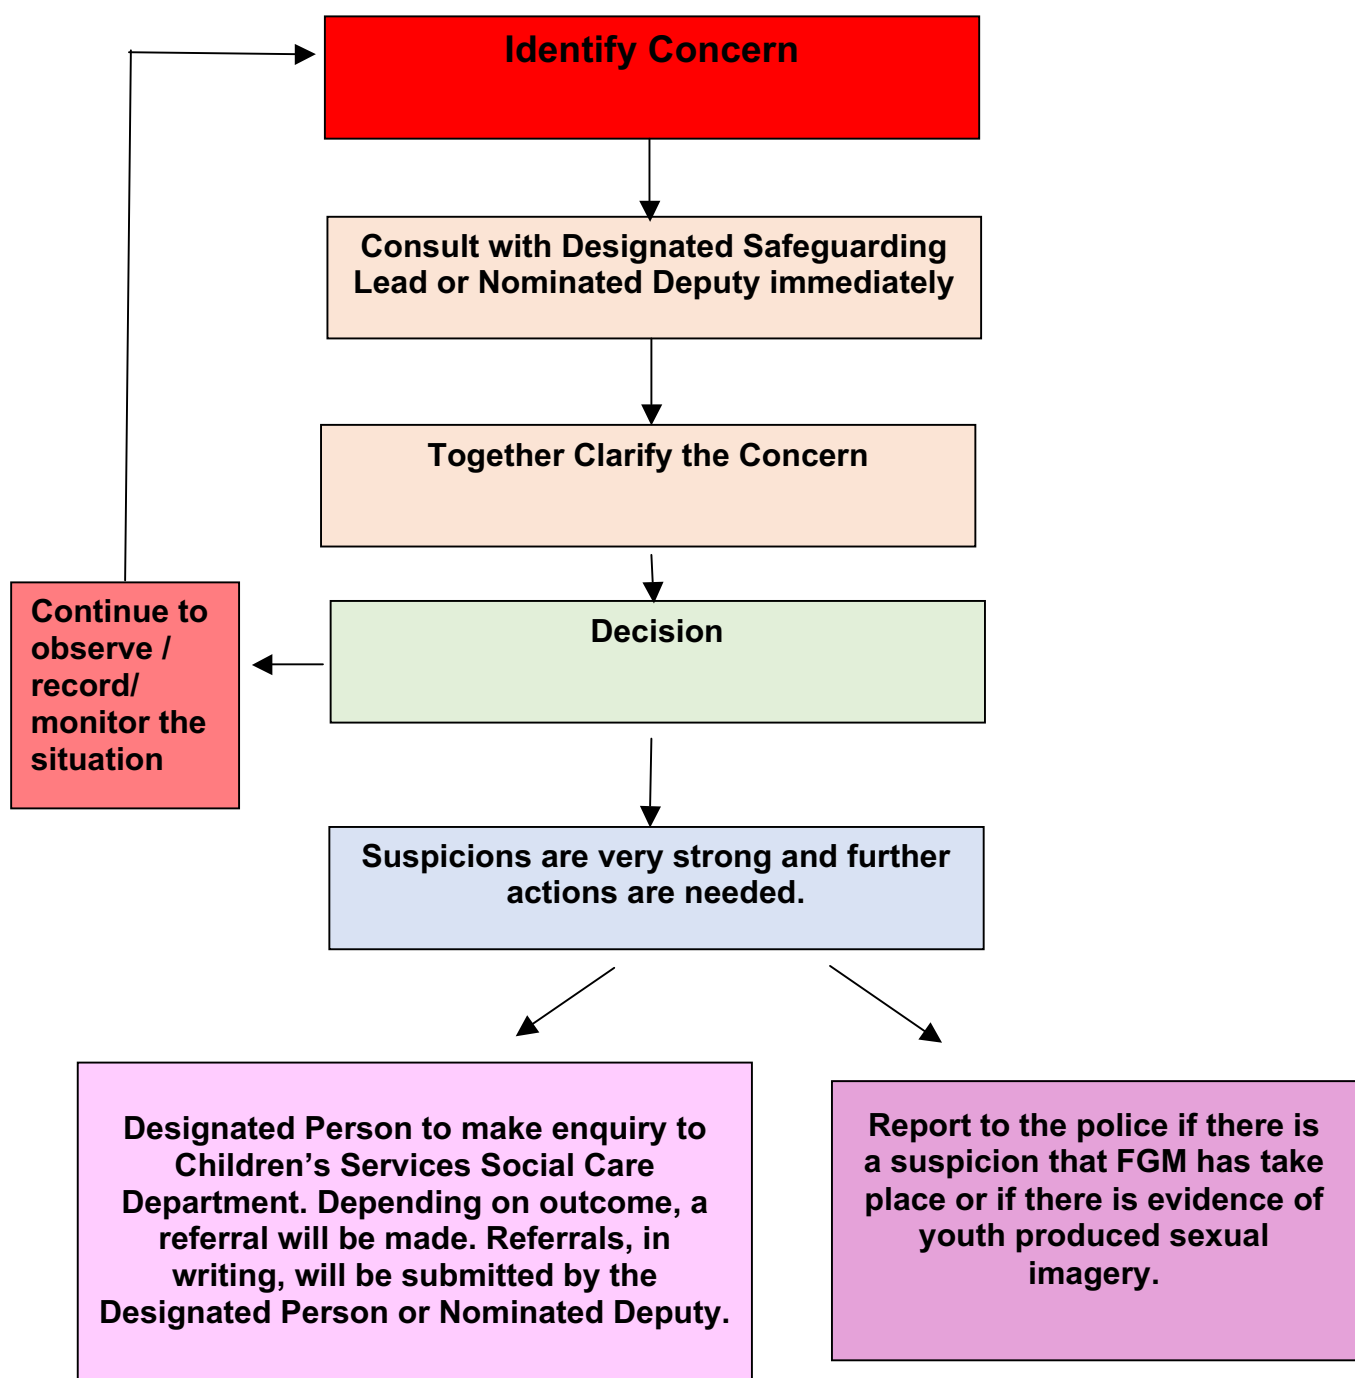 Identify Concern
Consult with Designated Safeguarding
Lead or Nominated Deputy immediately
Together Clarify the Concern
Decision
Continue to
observe /
record/
monitor the
situation
Suspicions are very strong and further
actions are needed.
Designated Person to make enquiry to
Children’s Services Social Care
Department. Depending on outcome, a
referral will be made. Referrals, in
writing, will be submitted by the
Designated Person or Nominated Deputy.
Report to the police if there is
a suspicion that FGM has take
place or if there is evidence of
youth produced sexual
imagery.